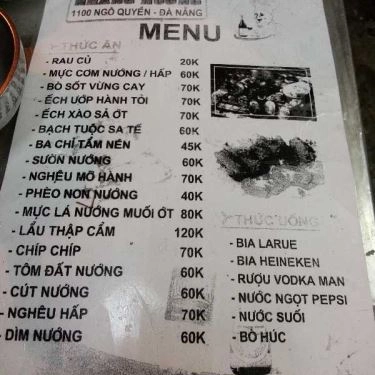 1100 NGÔ QUYỀN - ĐÀ NẴNG
MENU
THỨC ĂN
- RAU CỦ 20K
- MỰC CƠM NƯỚNG / HẤP 60K
- BÒ SỐT VỪNG CAY 70K
- ẾCH ƯỚP HÀNH TỎI 70K
- ẾCH XÀO SẢ ỚT 70K
- BẠCH TUỘC SA TẾ 60K
- BA CHỈ TẨM NÉN 45K
- SƯỜN NƯỚNG 60K
- NGHÊU MỠ HÀNH 70K
- PHÈO NON NƯỚNG 40K
- MỰC LÁ NƯỚNG MUỐI ỚT 80K
- LẨU THẬP CẨM 120K
- CHÍP CHÍP 70K
- TÔM ĐẤT NƯỚNG 60K
- CÚT NƯỚNG 60K
- NGHÊU HẤP 70K
- DÌM NƯỚNG 60K
THỨC UỐNG
- BIA LARUE
- BIA HEINEKEN
- RƯỢU VODKA MAN
- NƯỚC NGỌT PEPSI
- NƯỚC SUỐI
- BÒ HÚC